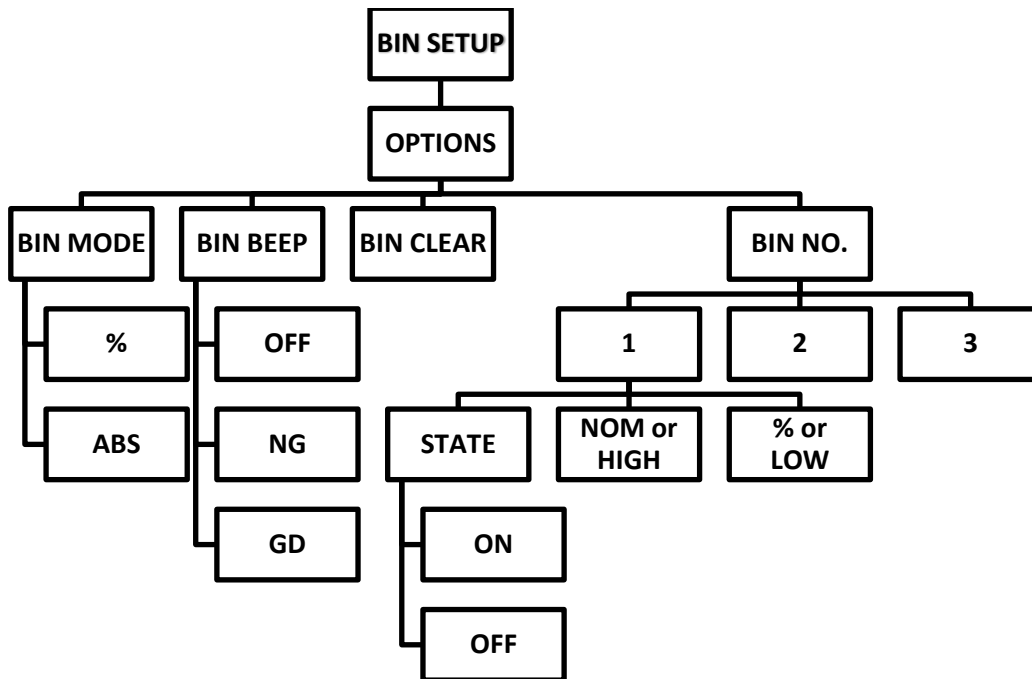 BIN SETUP
OPTIONS
BIN MODE
BIN BEEP
BIN CLEAR
BIN NO.
%
OFF
1
2
3
ABS
NG
STATE
NOM or
HIGH
% or
LOW
GD
ON
OFF